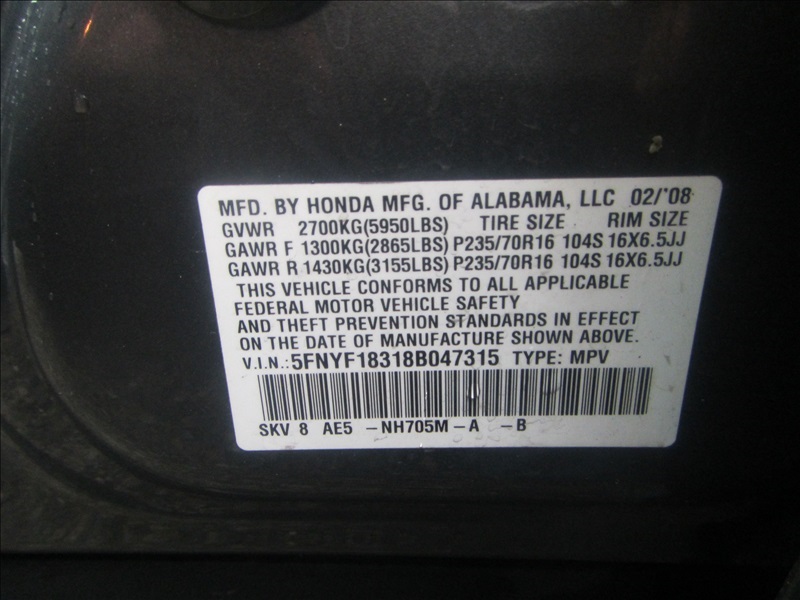 MFD. BY HONDA MFG. OF ALABAMA, LLC 02/'08
GVWR 2700KG(5950LBS) TIRE SIZE RIM SIZE
GAWR F 1300KG(2865LBS) P235/70R16 104S 16X6.5JJ
GAWR R 1430KG(3155LBS) P235/70R16 104S 16X6.5JJ
THIS VEHICLE CONFORMS TO ALL APPLICABLE
FEDERAL MOTOR VEHICLE SAFETY
AND THEFT PREVENTION STANDARDS IN EFFECT
ON THE DATE OF MANUFACTURE SHOWN ABOVE.
V.I.N.: 5FNYF18318B047315 TYPE: MPV
SKV 8 AE5 -NH705M-A -B